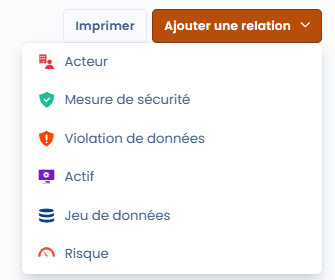 Imprimer
Ajouter une relation
Acteur
Mesure de sécurité
Violation de données
Actif
Jeu de données
Risque